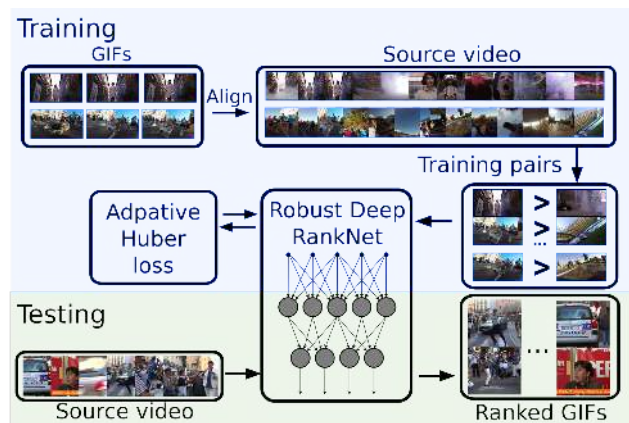 Training
GIFs
Source video
Align
Training pairs
>
>
...
>
Adpative
Huber
loss
Robust Deep
RankNet
Testing
...
Source video
Ranked GIFs